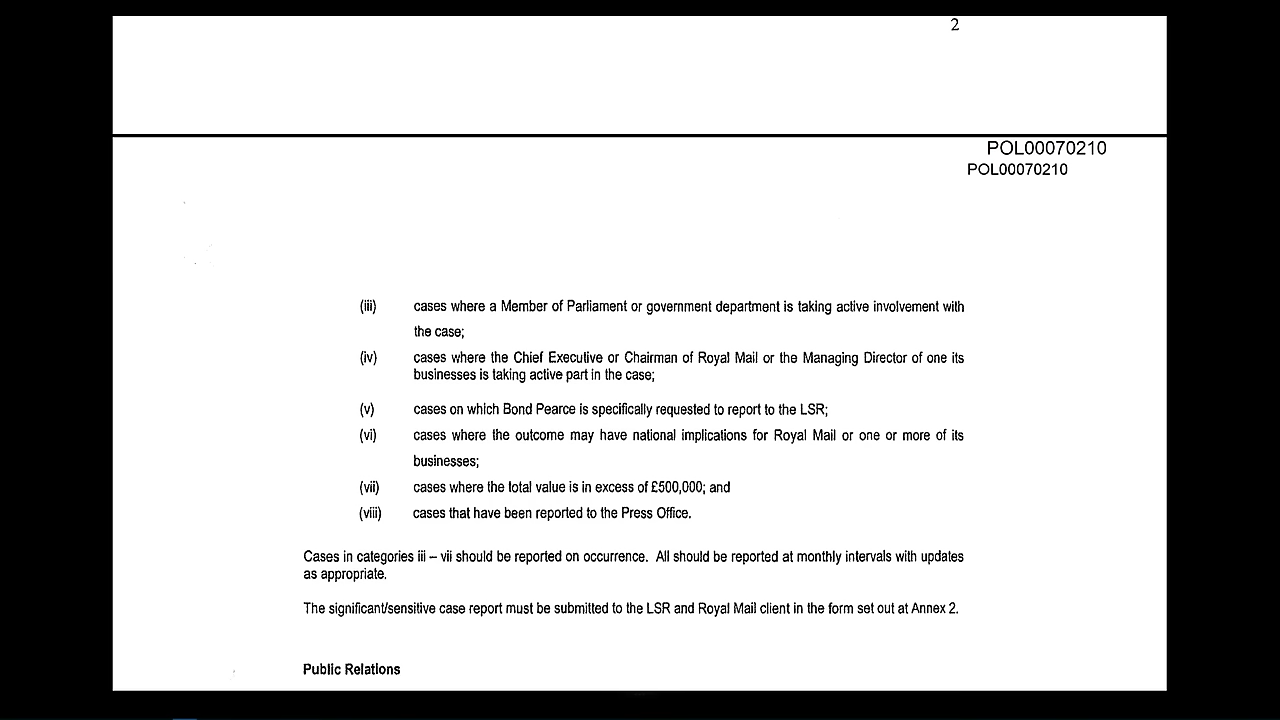 2
POL00070210
POL00070210
(iii) cases where a Member of Parliament or government department is taking active involvement with
the case;
(iv) cases where the Chief Executive or Chairman of Royal Mail or the Managing Director of one its
businesses is taking active part in the case;
(v) cases on which Bond Pearce is specifically requested to report to the LSR;
(vi) cases where the outcome may have national implications for Royal Mail or one or more of its
businesses;
(vii) cases where the total value is in excess of £500,000; and
(viii) cases that have been reported to the Press Office.
Cases in categories iii – vii should be reported on occurrence. All should be reported at monthly intervals with updates
as appropriate.
The significant/sensitive case report must be submitted to the LSR and Royal Mail client in the form set out at Annex 2.
Public Relations